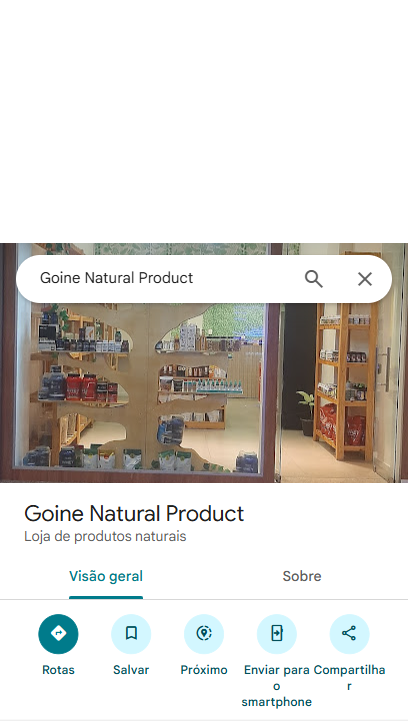 Goine Natural Product
Goine Natural Product
Loja de produtos naturais
Visão geral
Sobre
Rotas
Salvar
Próximo
Enviar para
o
smartphone
Compartilha
r